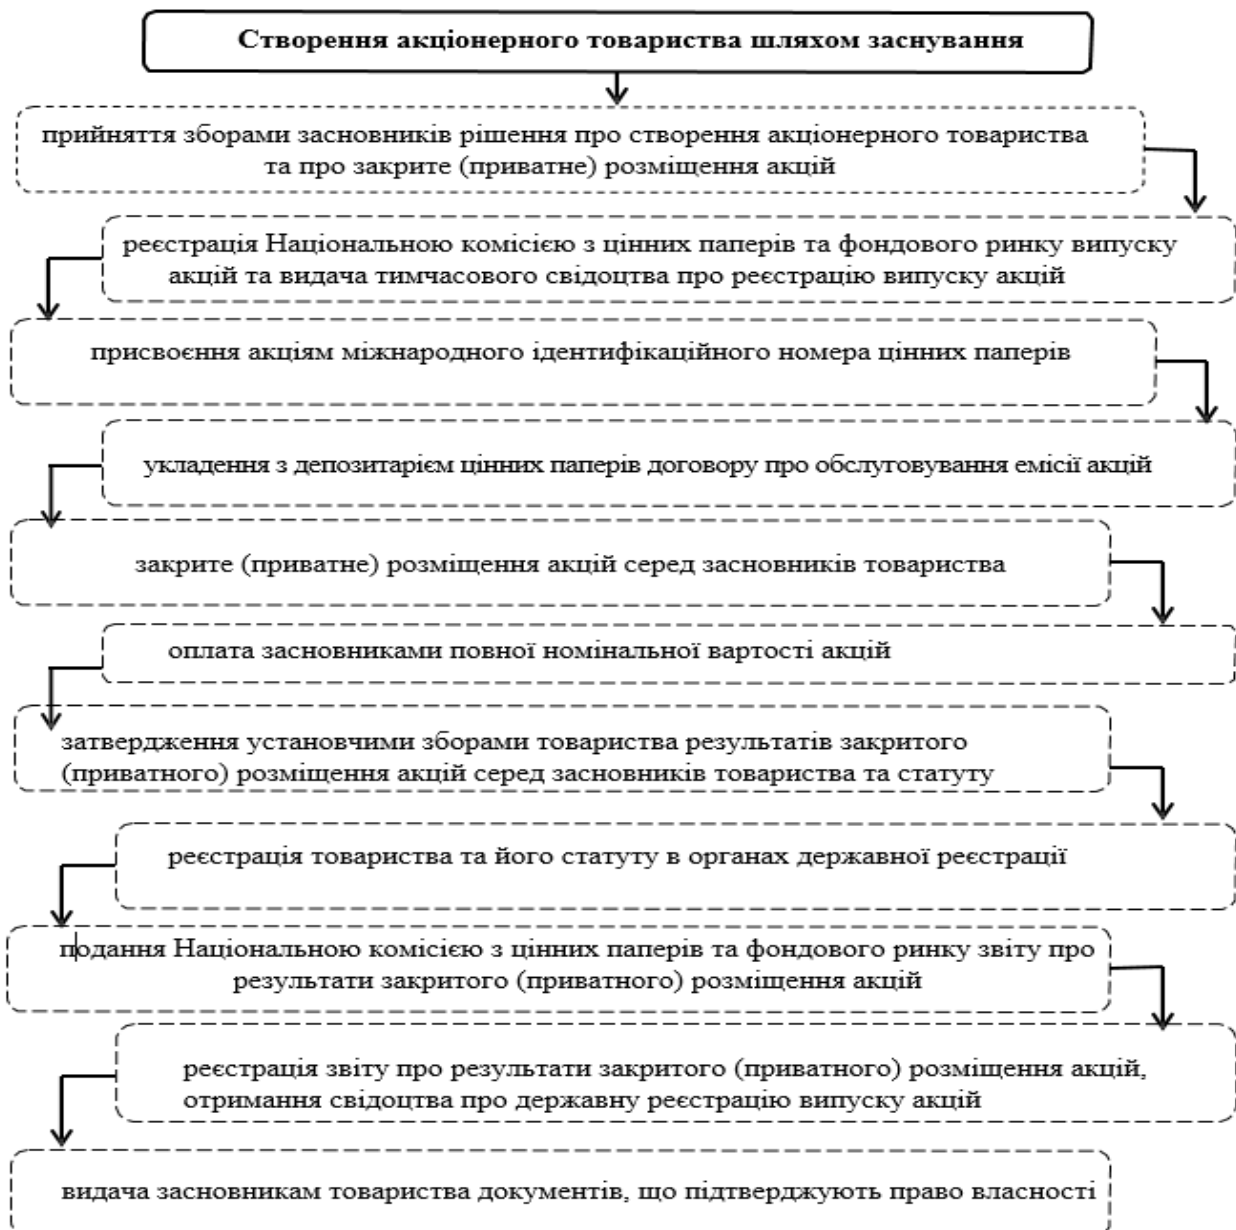 Створення акціонерного товариства шляхом заснування
прийняття зборами засновників рішення про створення акціонерного товариства
та про закрите (приватне) розміщення акцій
реєстрація Національною комісією з цінних паперів та фондового ринку випуску
акцій та видача тимчасового свідоцтва про реєстрацію випуску акцій
присвоєння акціям міжнародного ідентифікаційного номера цінних паперів
укладення з депозитарієм цінних паперів договору про обслуговування емісії акцій
закрите (приватне) розміщення акцій серед засновників товариства
оплата засновниками повної номінальної вартості акцій
затвердження установчими зборами товариства результатів закритого
(приватного) розміщення акцій серед засновників товариства та статуту
реєстрація товариства та його статуту в органах державної реєстрації
подання Національною комісією з цінних паперів та фондового ринку звіту про
результати закритого (приватного) розміщення акцій
реєстрація звіту про результати закритого (приватного) розміщення акцій,
отримання свідоцтва про державну реєстрацію випуску акцій
видача засновникам товариства документів, що підтверджують право власності